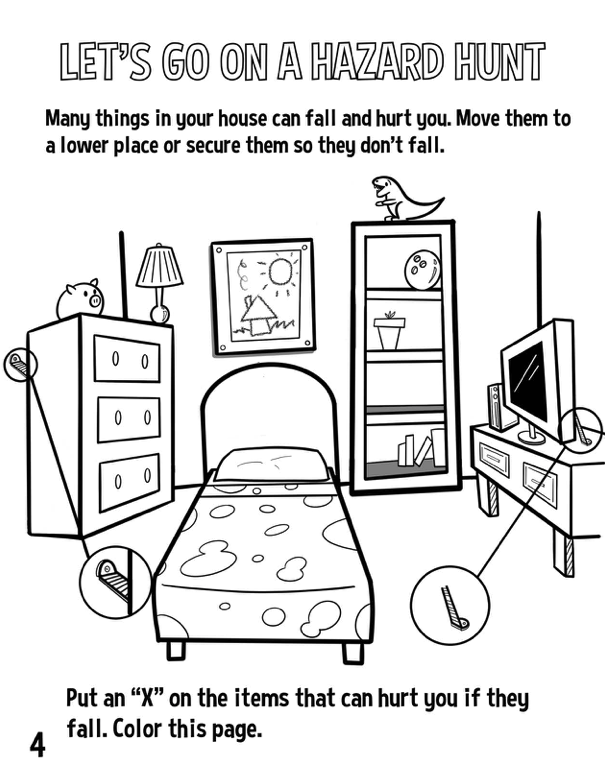 LET'S GO ON A HAZARD HUNT
Many things in your house can fall and hurt you. Move them to
a lower place or secure them so they don't fall.
Put an "X" on the items that can hurt you if they
fall. Color this page.
4